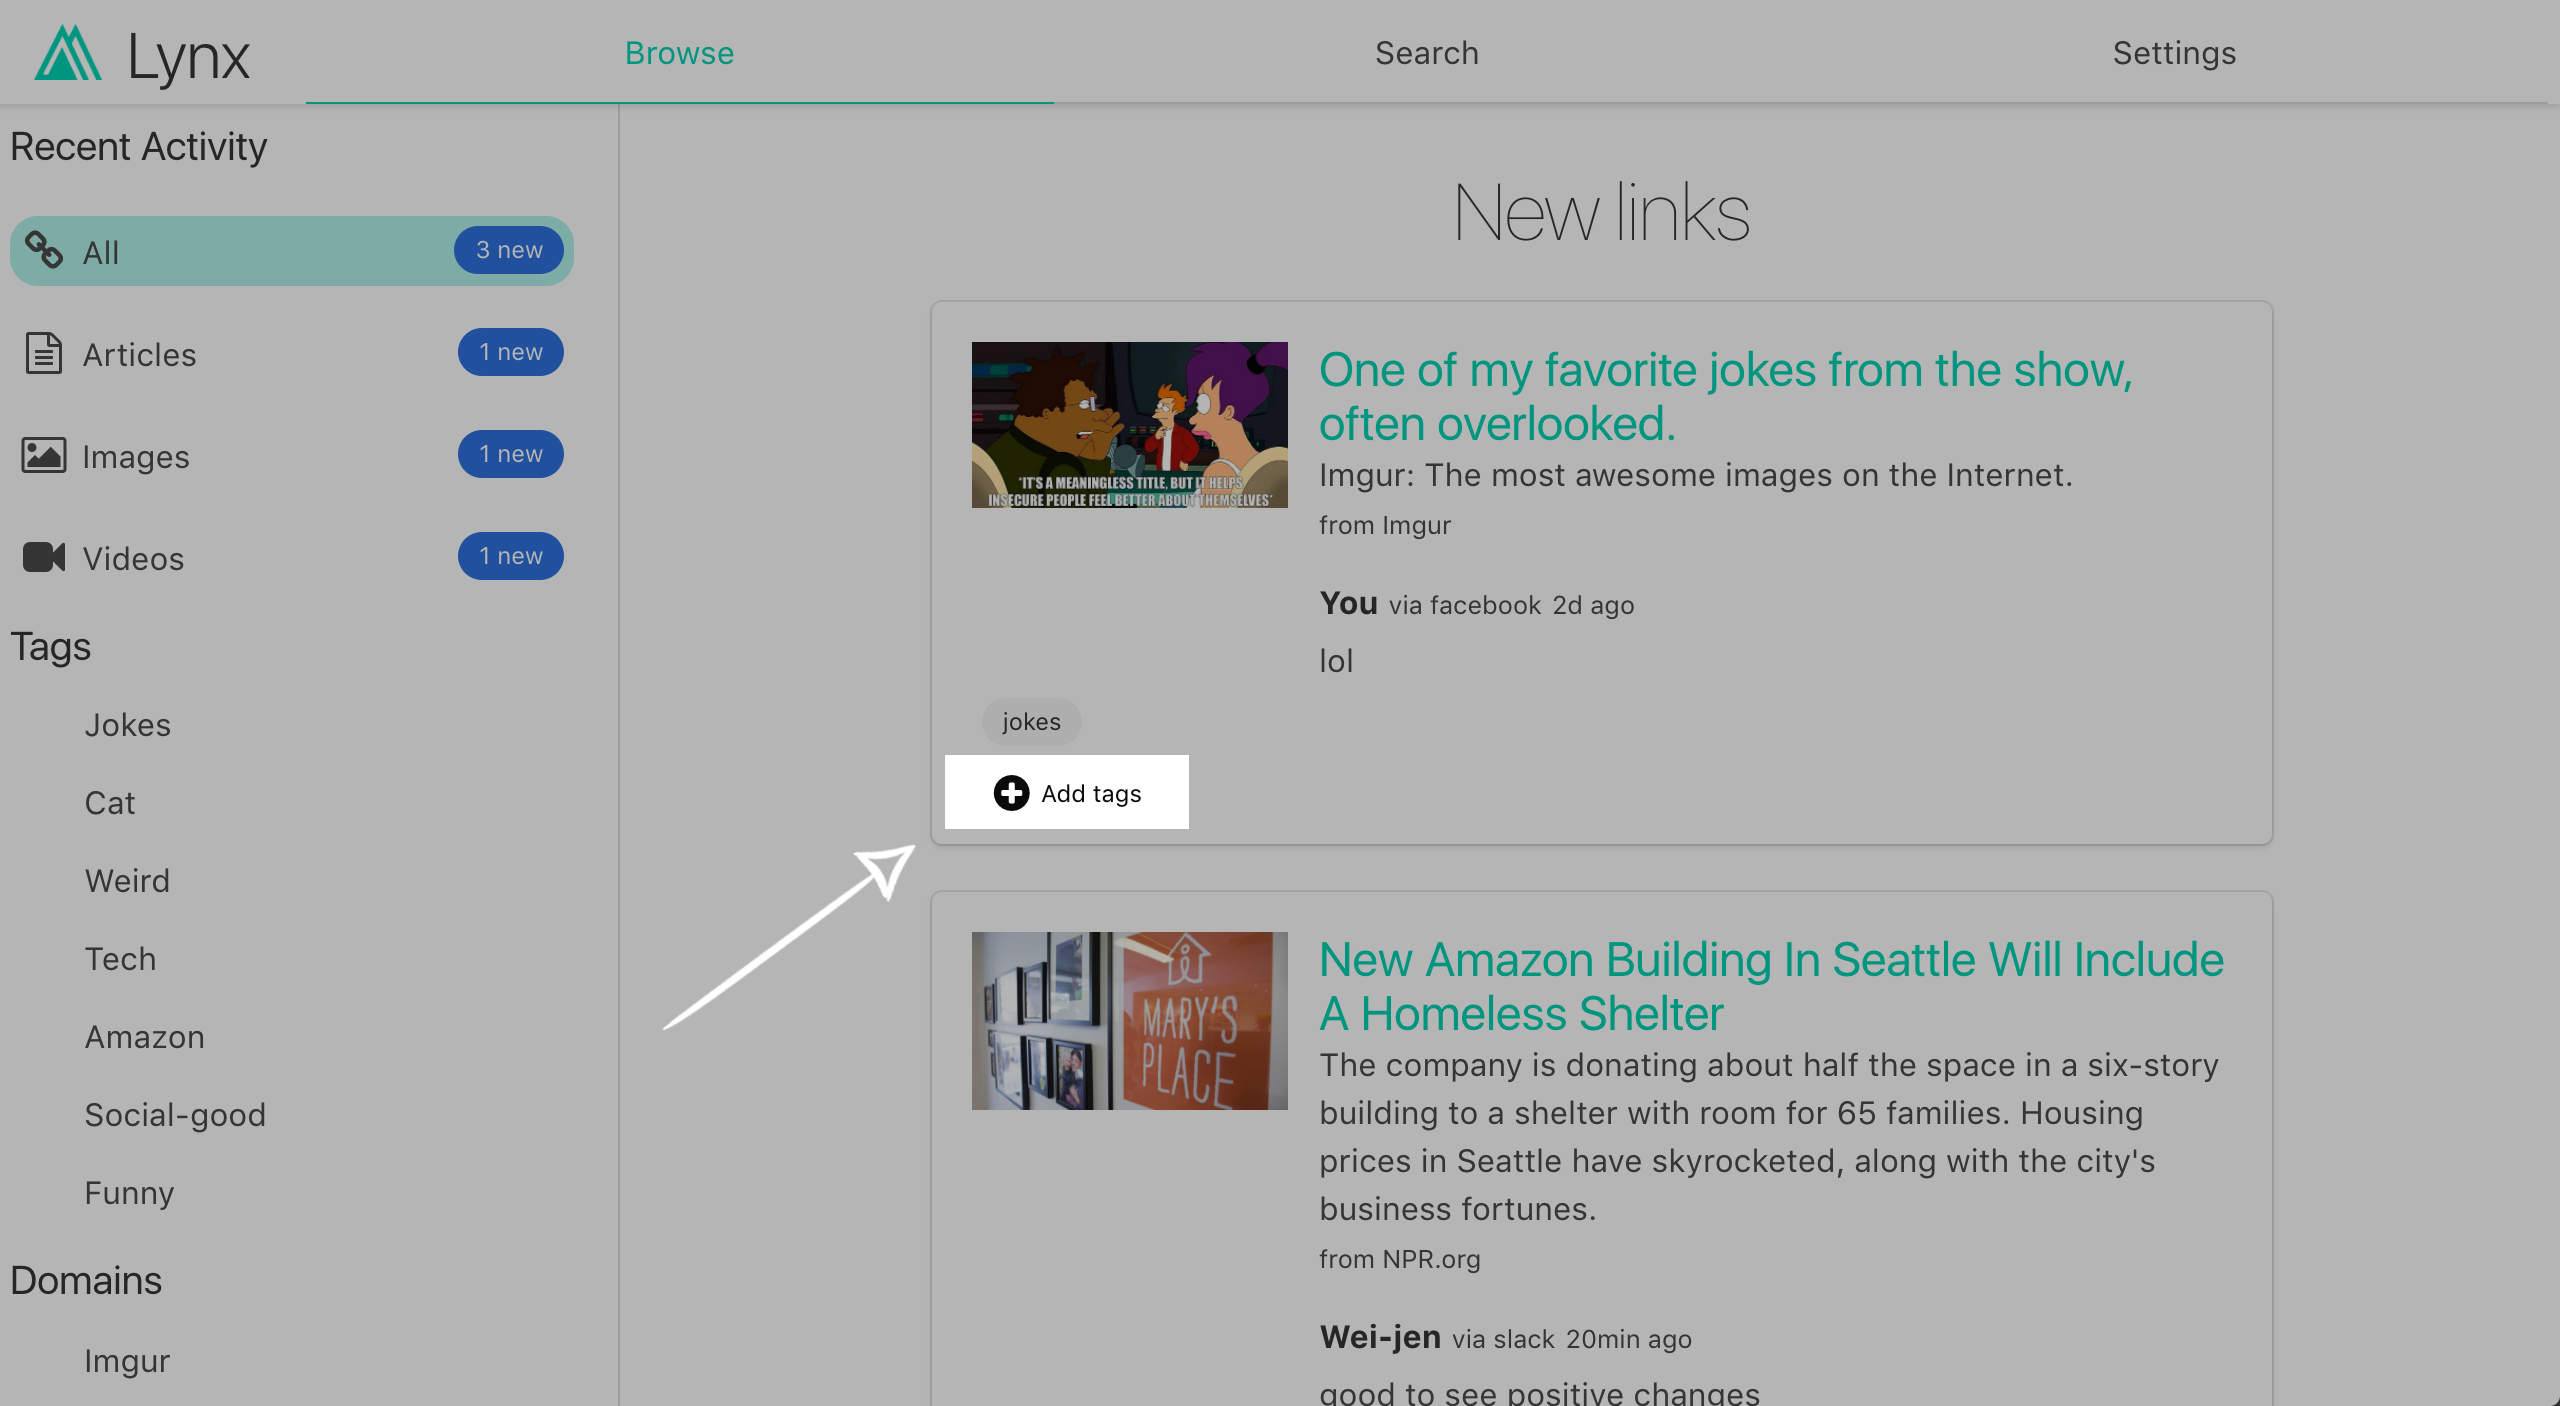 Lynx
Browse
Search
Settings
Recent Activity
All
3 new
Articles
1 new
Images
1 new
Videos
1 new
Tags
Jokes
Cat
Weird
Tech
Amazon
Social-good
Funny
Domains
Imgur
New links
"IT'S A MEANINGLESS TITLE, BUT IT HELPS
INSECURE PEOPLE FEEL BETTER ABOUT THEMSELVES"
One of my favorite jokes from the show,
often overlooked.
Imgur: The most awesome images on the Internet.
from Imgur
You via facebook 2d ago
lol
jokes
Add tags
MARY'S
PLACE
New Amazon Building In Seattle Will Include
A Homeless Shelter
The company is donating about half the space in a six-story
building to a shelter with room for 65 families. Housing
prices in Seattle have skyrocketed, along with the city's
business fortunes.
from NPR.org
Wei-jen via slack 20min ago
good to see positive changes